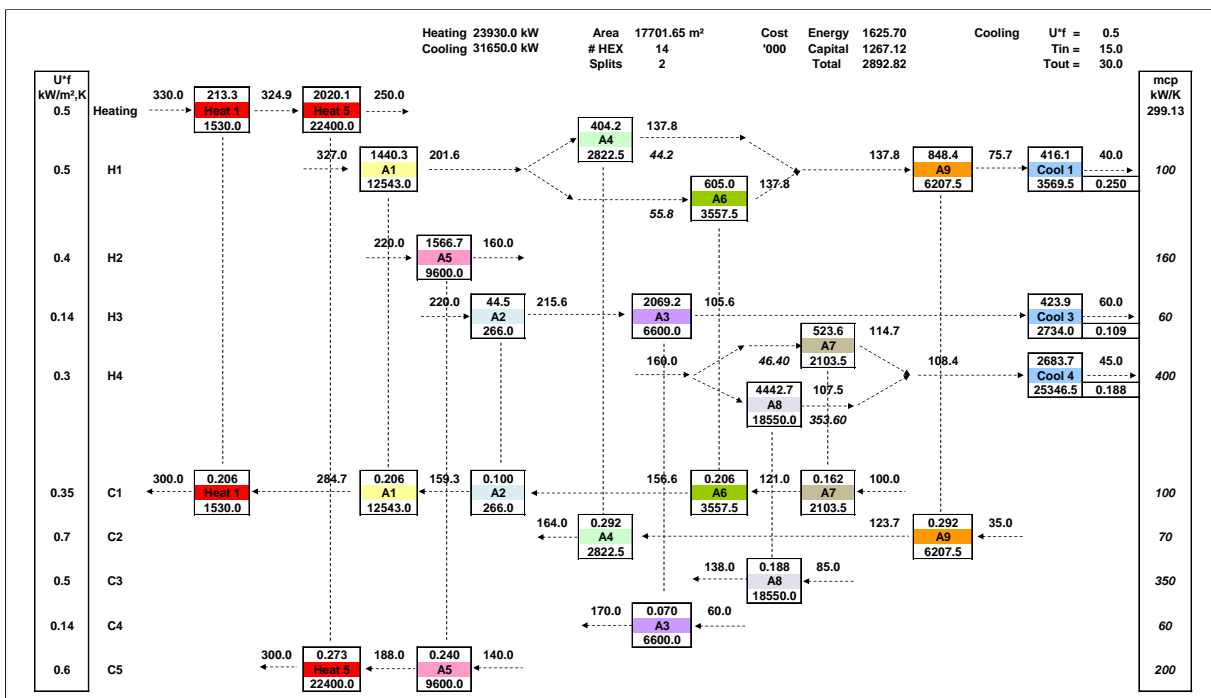 Heating 23930.0 kW Area 17701.65 m² Cost Energy 1625.70 Cooling U*f = 0.5
Cooling 31650.0 kW # HEX 14 '000 Capital 1267.12 Tin = 15.0
Splits 2 Total 2892.82 Tout = 30.0
U*f mcp
kW/m²,K 330.0 213.3 324.9 2020.1 250.0 kW/K
0.5 Heating Heat 1 Heat 5 299.13
1530.0 22400.0
404.2 137.8
A4
2822.5 44.2
327.0 1440.3 201.6 137.8 848.4 75.7 416.1 40.0
0.5 H1 A1 A9 Cool 1 100
12543.0 6207.5 3569.5 0.250
605.0 137.8
A6
55.8 3557.5
220.0 1566.7 160.0
0.4 H2 A5 160
9600.0
220.0 44.5 215.6 2069.2 105.6 423.9 60.0
0.14 H3 A2 A3 Cool 3 60
266.0 6600.0 2734.0 0.109
523.6 114.7
A7
46.40 2103.5
160.0 108.4 2683.7 45.0
0.3 H4 Cool 4 400
25346.5 0.188
4442.7 107.5
A8
18550.0 353.60
300.0 0.206 284.7 0.206 159.3 0.100 156.6 0.206 121.0 0.162 100.0
0.35 C1 Heat 1 A1 A2 A6 A7 100
1530.0 12543.0 266.0 3557.5 2103.5
164.0 0.292 123.7 0.292 35.0
0.7 C2 A4 A9 70
2822.5 6207.5
138.0 0.188 85.0
0.5 C3 A8 350
18550.0
170.0 0.070 60.0
0.14 C4 A3 60
6600.0
300.0 0.273 188.0 0.240 140.0
0.6 C5 Heat 5 A5 200
22400.0 9600.0